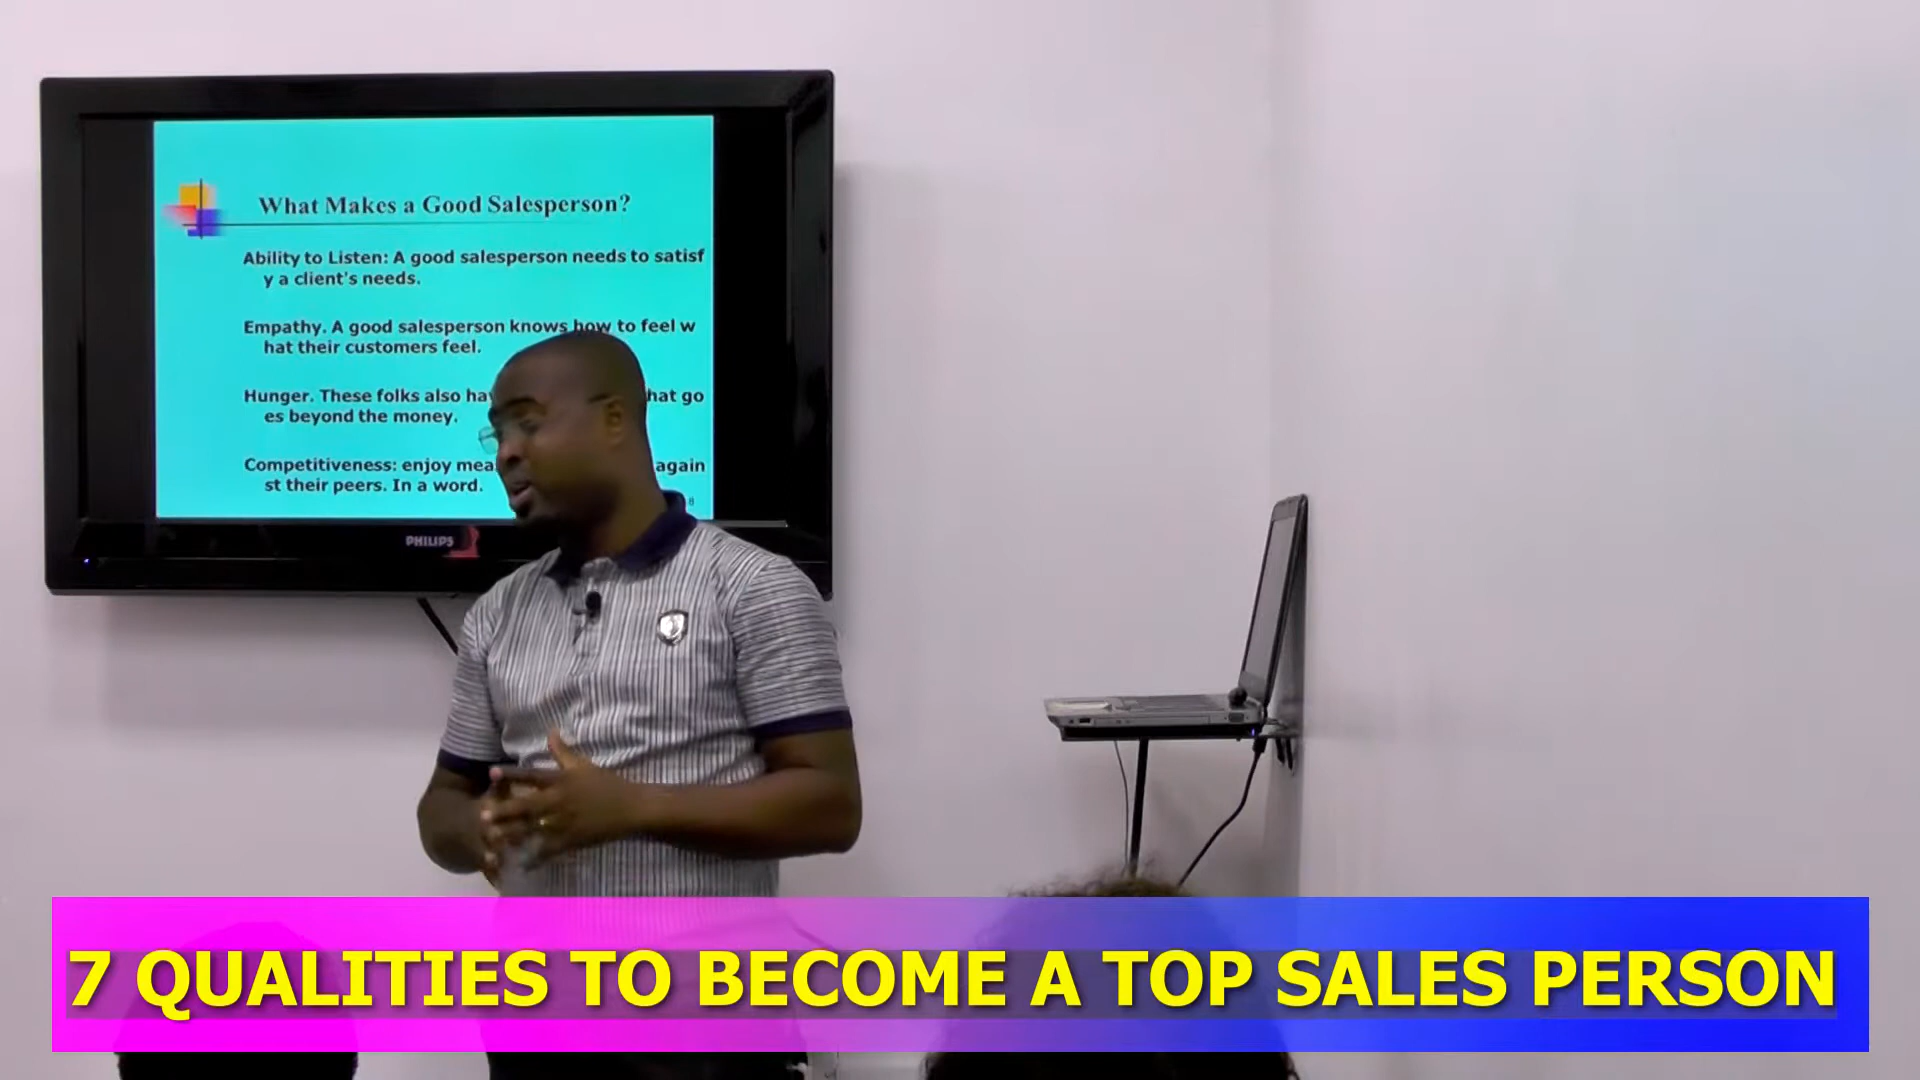 What Makes a Good Salesperson?
Ability to Listen: A good salesperson needs to satisf
y a client's needs.
Empathy. A good salesperson knows how to feel w
hat their customers feel.
Hunger. These folks also hav hat go
es beyond the money.
Competitiveness: enjoy mea again
st their peers. In a word.
8
PHILIPS
7 QUALITIES TO BECOME A TOP SALES PERSON